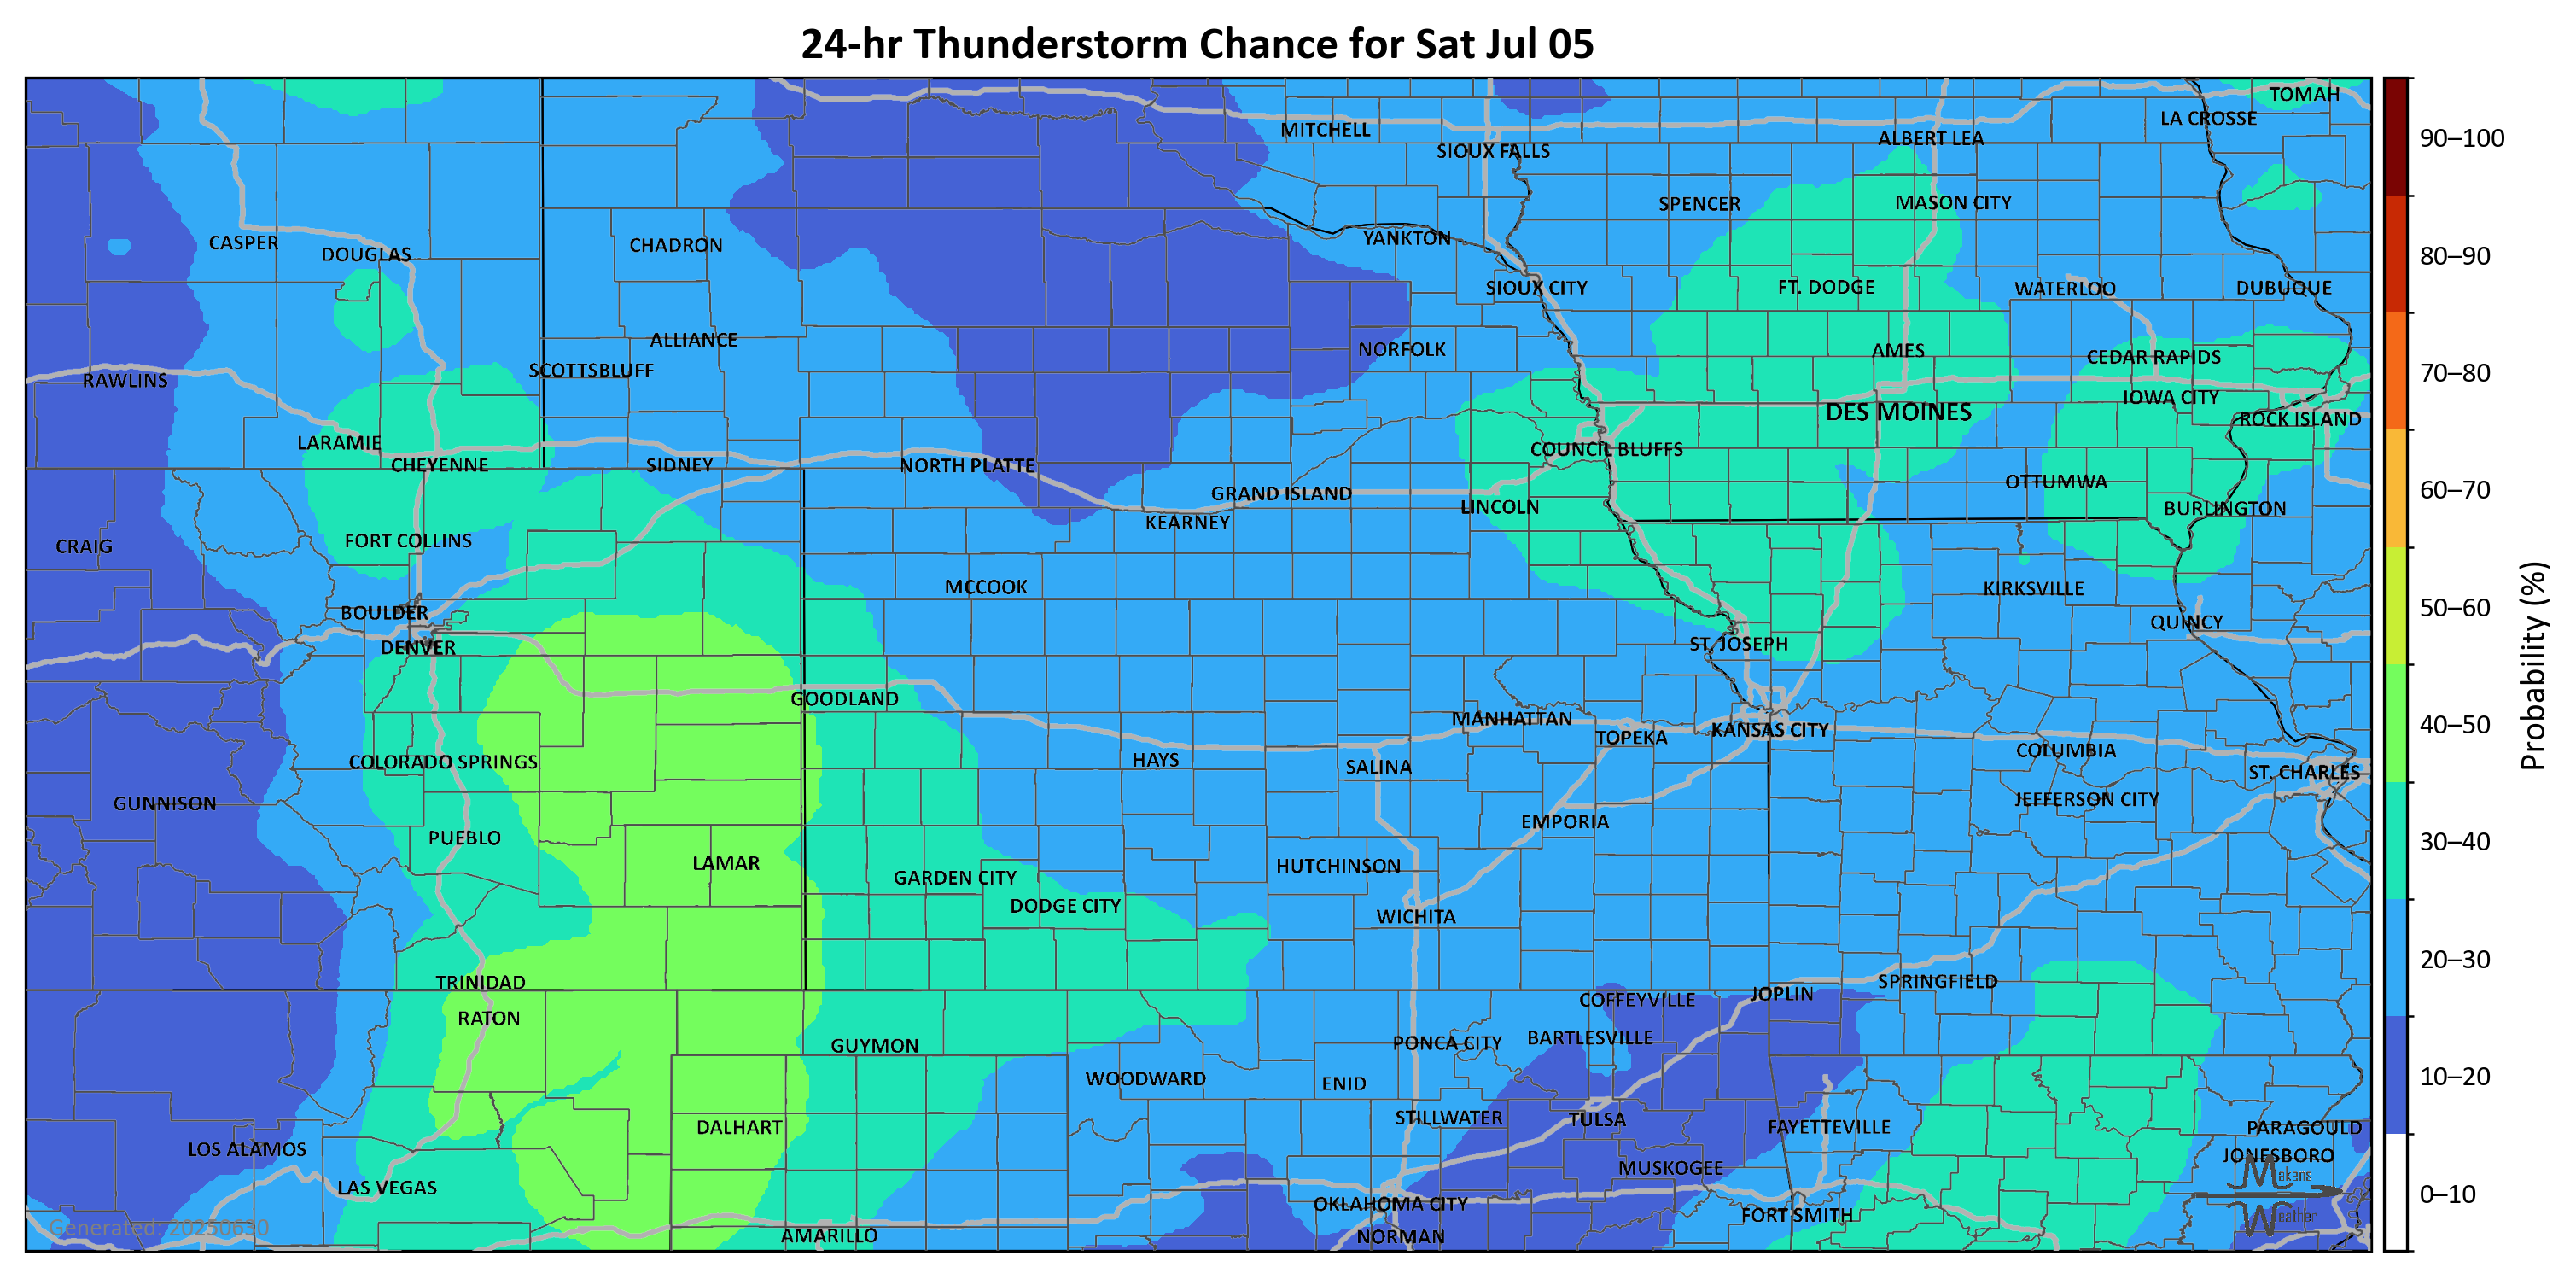 24-hr Thunderstorm Chance for Sat Jul 05
TOMAH
LA CROSSE
MITCHELL
ALBERT LEA
SIOUX FALLS
SPENCER
MASON CITY
CASPER
DOUGLAS
CHADRON
YANKTON
SIOUX CITY
FT. DODGE
WATERLOO
DUBUQUE
ALLIANCE
NORFOLK
AMES
CEDAR RAPIDS
RAWLINS
SCOTTSBLUFF
IOWA CITY
DES MOINES
ROCK ISLAND
LARAMIE
COUNCIL BLUFFS
CHEYENNE
SIDNEY
NORTH PLATTE
OTTUMWA
GRAND ISLAND
LINCOLN
BURLINGTON
KEARNEY
CRAIG
FORT COLLINS
MCCOOK
KIRKSVILLE
BOULDER
QUINCY
DENVER
ST. JOSEPH
GOODLAND
MANHATTAN
TOPEKA
KANSAS CITY
COLUMBIA
COLORADO SPRINGS
HAYS
SALINA
ST. CHARLES
GUNNISON
JEFFERSON CITY
PUEBLO
EMPORIA
LAMAR
HUTCHINSON
GARDEN CITY
DODGE CITY
WICHITA
TRINIDAD
SPRINGFIELD
COFFEYVILLE
JOPLIN
RATON
GUYMON
PONCA CITY
BARTLESVILLE
WOODWARD
ENID
STILLWATER
TULSA
DALHART
FAYETTEVILLE
PARAGOULD
LOS ALAMOS
JONESBORO
MUSKOGEE
LAS VEGAS
OKLAHOMA CITY
FORT SMITH
AMARILLO
NORMAN
Generated: 20250630
Makens
Weather
90–100
80–90
70–80
60–70
50–60
40–50
30–40
20–30
10–20
0–10
Probability (%)